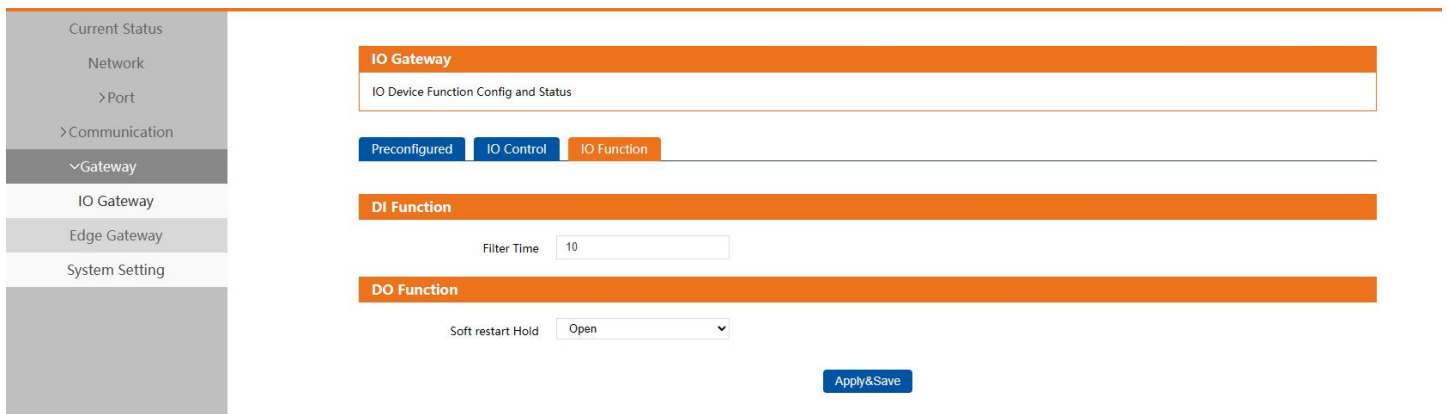 Current Status
Network
>Port
>Communication
Gateway
IO Gateway
Edge Gateway
System Setting
IO Gateway
IO Device Function Config and Status
Preconfigured IO Control IO Function
DI Function
Filter Time 10
DO Function
Soft restart Hold Open
Apply&Save